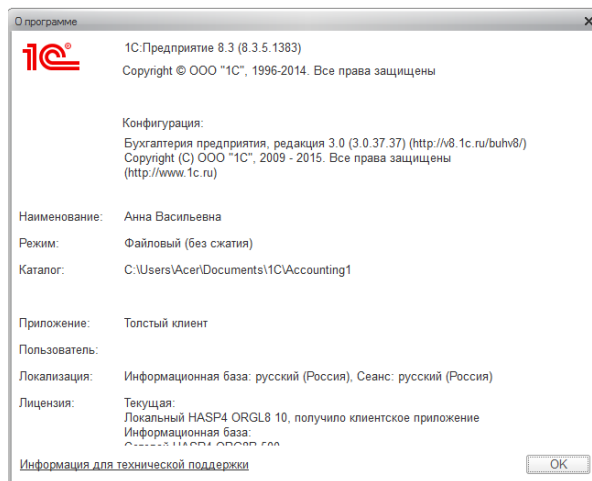 О программе
1С:Предприятие 8.3 (8.3.5.1383)
Copyright © ООО "1С", 1996-2014. Все права защищены
Конфигурация:
Бухгалтерия предприятия, редакция 3.0 (3.0.37.37) (http://v8.1c.ru/buhv8/)
Copyright (С) ООО "1С", 2009 - 2015. Все права защищены
(http://www.1c.ru)
Наименование: Анна Васильевна
Режим: Файловый (без сжатия)
Каталог: C:\Users\Acer\Documents\1C\Accounting1
Приложение: Толстый клиент
Пользователь:
Локализация: Информационная база: русский (Россия), Сеанс: русский (Россия)
Лицензия: Текущая:
Локальный HASP4 ORGL8 10, получило клиентское приложение
Информационная база:
Сетевой HASP4 ORG8B 500
Информация для технической поддержки
OK